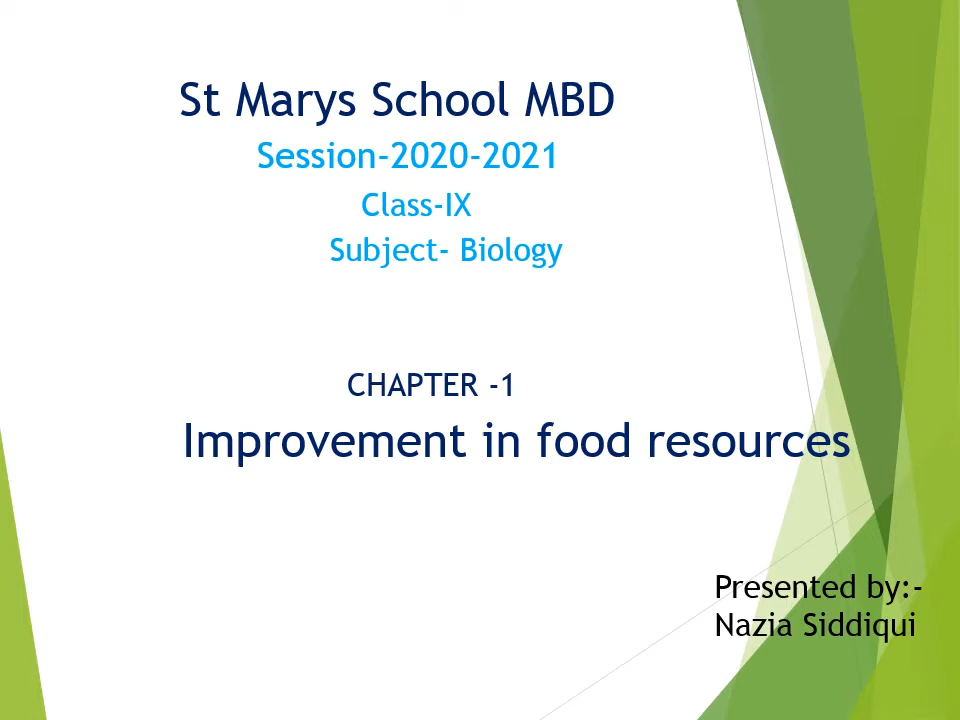 St Marys School MBD
Session-2020-2021
Class-IX
Subject- Biology
CHAPTER -1
Improvement in food resources
Presented by:-
Nazia Siddiqui